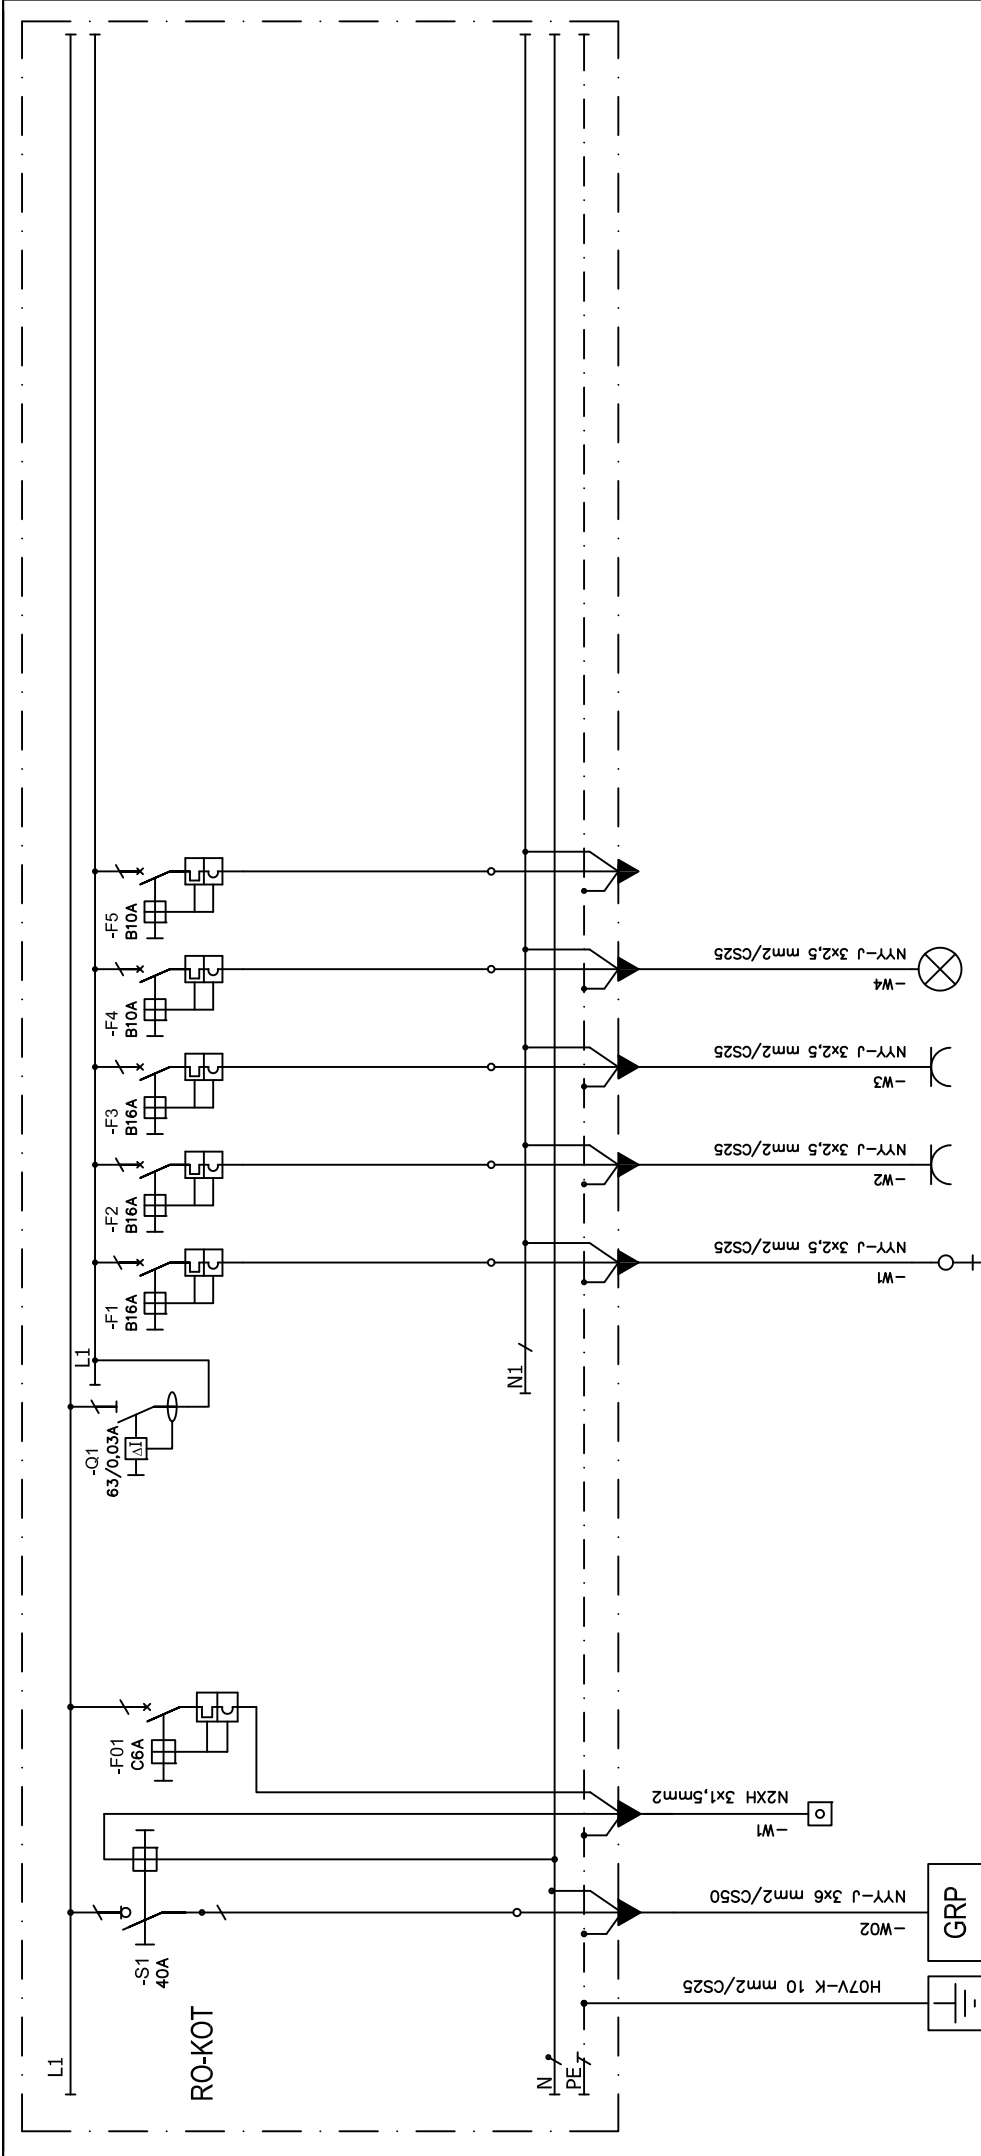 L1
RO-KOT
-S1
40A
-F01
C6A
-Q1
63/0,03A
ΔI
L1
-F1
B16A
-F2
B16A
-F3
B16A
-F4
B10A
-F5
B10A
N1
N
PE
H07V-K 10 mm2/CS25
-W02
NYY-J 3x6 mm2/CS50
GRP
-W1
N2XH 3x1,5mm2
-W1
NYY-J 3x2,5 mm2/CS25
-W2
NYY-J 3x2,5 mm2/CS25
-W3
NYY-J 3x2,5 mm2/CS25
-W4
NYY-J 3x2,5 mm2/CS25